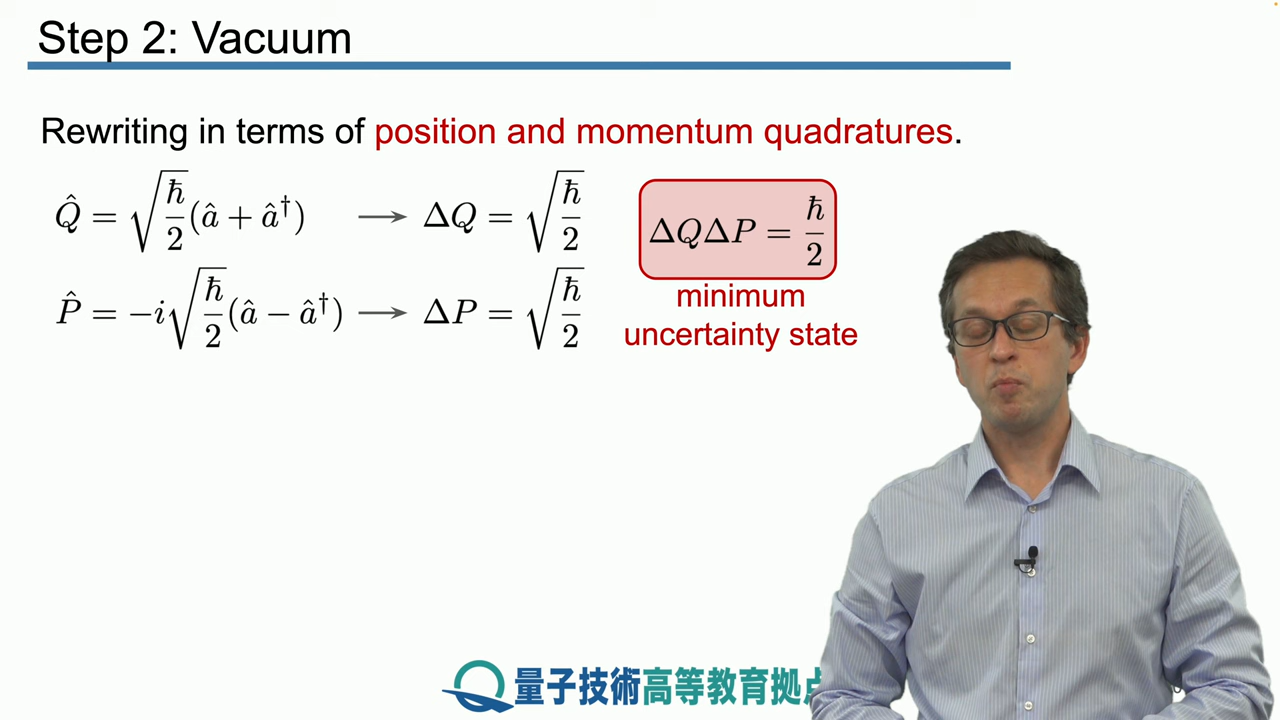 Step 2: Vacuum
Rewriting in terms of position and momentum quadratures.
Q̂ = √(ħ/2)(â + â†) → ΔQ = √(ħ/2)
P̂ = −i√(ħ/2)(â − â†) → ΔP = √(ħ/2)
ΔQΔP = ħ/2
minimum
uncertainty state
量子技術高等教育拠点